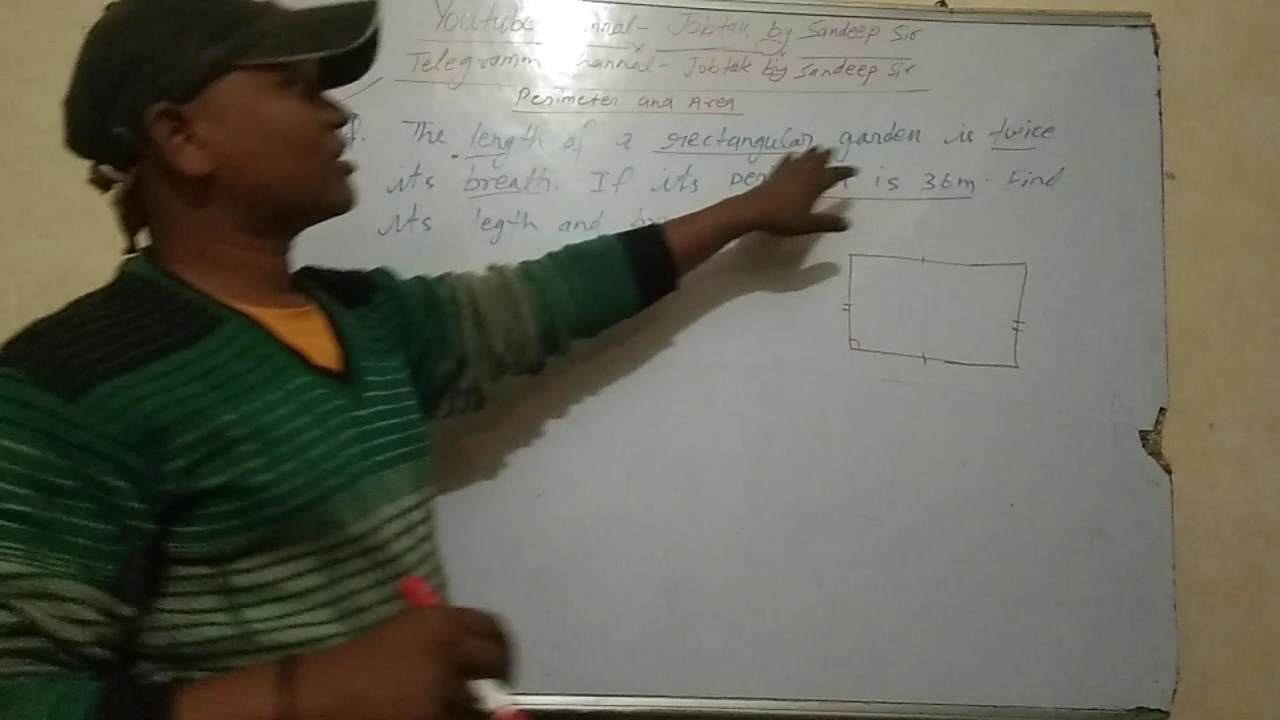 Youtube nnal- Jobtak by Sandeep Sir
Telegramm hannal- Jobtak by Sandeep Sir
Perimeter and Area
The length of a rectangular garden is twice
its breath. If its is 36m. Find
its legth and